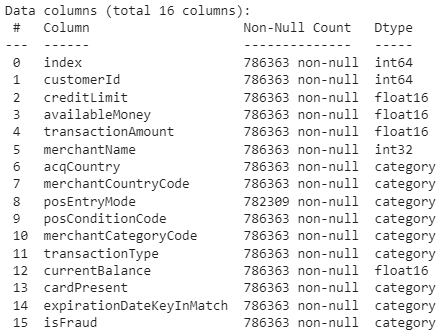 Data columns (total 16 columns):
 #   Column                  Non-Null Count   Dtype
---  ------                  --------------   -----
 0   index                   786363 non-null  int64
 1   customerId              786363 non-null  int64
 2   creditLimit             786363 non-null  float16
 3   availableMoney          786363 non-null  float16
 4   transactionAmount       786363 non-null  float16
 5   merchantName            786363 non-null  int32
 6   acqCountry              786363 non-null  category
 7   merchantCountryCode     786363 non-null  category
 8   posEntryMode            782309 non-null  category
 9   posConditionCode        786363 non-null  category
 10  merchantCategoryCode    786363 non-null  category
 11  transactionType         786363 non-null  category
 12  currentBalance          786363 non-null  float16
 13  cardPresent             786363 non-null  category
 14  expirationDateKeyInMatch  786363 non-null  category
 15  isFraud                 786363 non-null  category